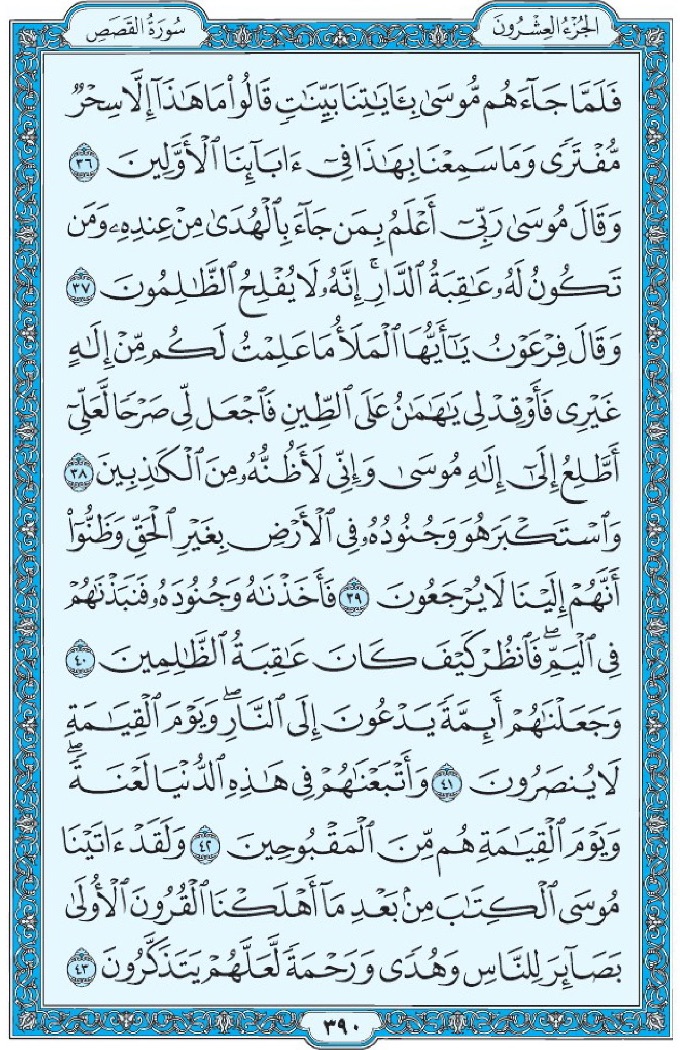 الجُزْءُ العِشْرُونَ
سُورَةُ القَصَصِ
فَلَمَّا جَآءَهُم مُّوسَىٰ بِـَٔايَٰتِنَا بَيِّنَٰتٖ قَالُواْ مَا هَٰذَآ إِلَّا سِحۡرٞ
مُّفۡتَرٗى وَمَا سَمِعۡنَا بِهَٰذَا فِيٓ ءَابَآئِنَا ٱلۡأَوَّلِينَ ٣٦
وَقَالَ مُوسَىٰ رَبِّيٓ أَعۡلَمُ بِمَن جَآءَ بِٱلۡهُدَىٰ مِنۡ عِندِهِۦ وَمَن
تَكُونُ لَهُۥ عَٰقِبَةُ ٱلدَّارِۚ إِنَّهُۥ لَا يُفۡلِحُ ٱلظَّٰلِمُونَ ٣٧
وَقَالَ فِرۡعَوۡنُ يَٰٓأَيُّهَا ٱلۡمَلَأُ مَا عَلِمۡتُ لَكُم مِّنۡ إِلَٰهٍ
غَيۡرِي فَأَوۡقِدۡ لِي يَٰهَٰمَٰنُ عَلَى ٱلطِّينِ فَٱجۡعَل لِّي صَرۡحٗا لَّعَلِّيٓ
أَطَّلِعُ إِلَىٰٓ إِلَٰهِ مُوسَىٰ وَإِنِّي لَأَظُنُّهُۥ مِنَ ٱلۡكَٰذِبِينَ ٣٨
وَٱسۡتَكۡبَرَ هُوَ وَجُنُودُهُۥ فِي ٱلۡأَرۡضِ بِغَيۡرِ ٱلۡحَقِّ وَظَنُّوٓاْ
أَنَّهُمۡ إِلَيۡنَا لَا يُرۡجَعُونَ ٣٩ فَأَخَذۡنَٰهُ وَجُنُودَهُۥ فَنَبَذۡنَٰهُمۡ
فِي ٱلۡيَمِّۖ فَٱنظُرۡ كَيۡفَ كَانَ عَٰقِبَةُ ٱلظَّٰلِمِينَ ٤٠
وَجَعَلۡنَٰهُمۡ أَئِمَّةٗ يَدۡعُونَ إِلَى ٱلنَّارِۖ وَيَوۡمَ ٱلۡقِيَٰمَةِ
لَا يُنصَرُونَ ٤١ وَأَتۡبَعۡنَٰهُمۡ فِي هَٰذِهِ ٱلدُّنۡيَا لَعۡنَةٗۖ
وَيَوۡمَ ٱلۡقِيَٰمَةِ هُم مِّنَ ٱلۡمَقۡبُوحِينَ ٤٢ وَلَقَدۡ ءَاتَيۡنَا
مُوسَى ٱلۡكِتَٰبَ مِنۢ بَعۡدِ مَآ أَهۡلَكۡنَا ٱلۡقُرُونَ ٱلۡأُولَىٰ
بَصَآئِرَ لِلنَّاسِ وَهُدٗى وَرَحۡمَةٗ لَّعَلَّهُمۡ يَتَذَكَّرُونَ ٤٣
٣٩٠